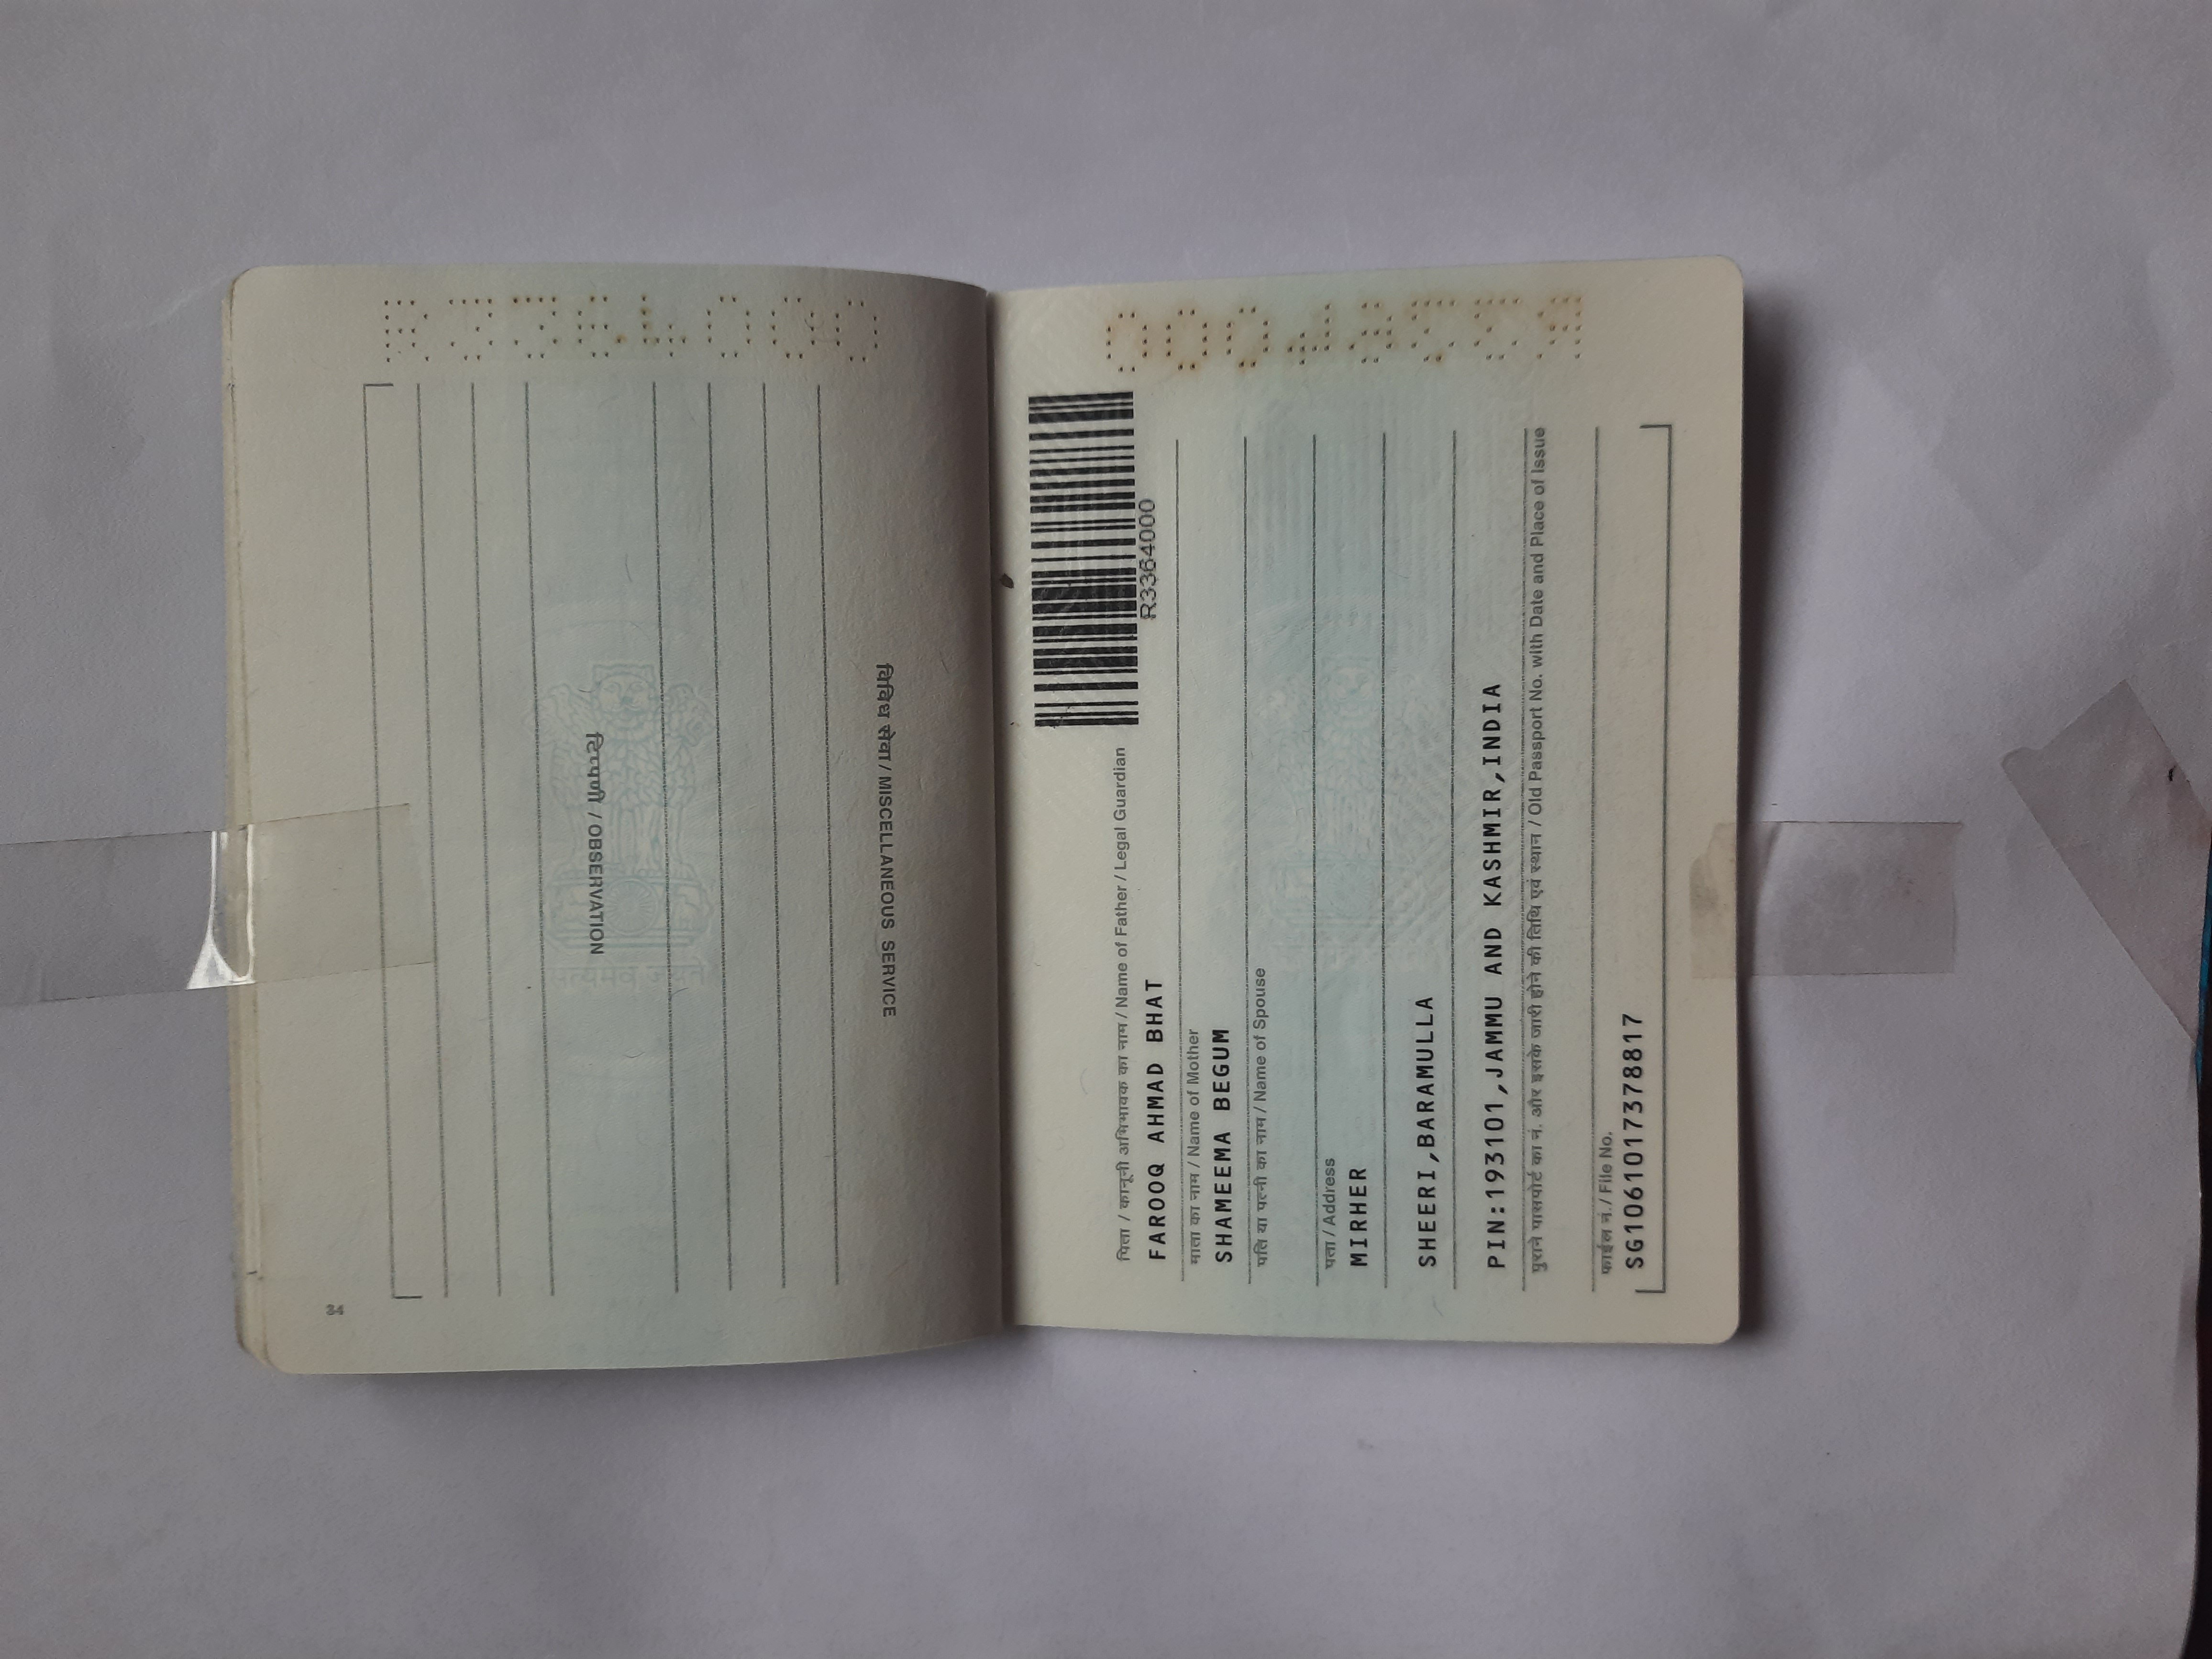 34
टिप्पणी / OBSERVATION
विविध सेवा / MISCELLANEOUS SERVICE
R3364000
पिता / कानूनी अभिभावक का नाम / Name of Father / Legal Guardian
FAROOQ AHMAD BHAT
माता का नाम / Name of Mother
SHAMEEMA BEGUM
पति या पत्नी का नाम / Name of Spouse
पता / Address
MIRHER
SHEERI,BARAMULLA
PIN:193101,JAMMU AND KASHMIR,INDIA
पुराने पासपोर्ट का नं. और इसके जारी होने की तिथि एवं स्थान / Old Passport No. with Date and Place of Issue
फाईल नं./ File No.
SG1061017378817